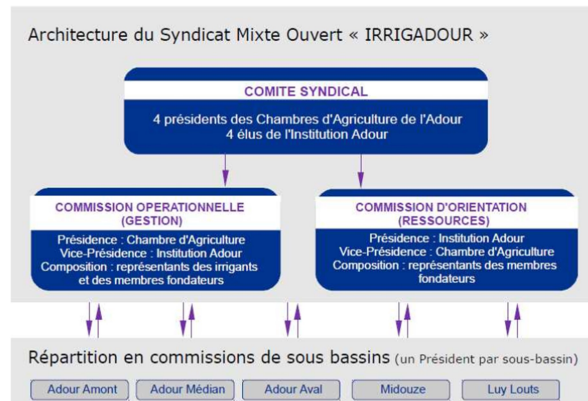 Architecture du Syndicat Mixte Ouvert « IRRIGADOUR »
COMITE SYNDICAL
4 présidents des Chambres d'Agriculture de l'Adour
4 élus de l'Institution Adour
COMMISSION OPERATIONNELLE
(GESTION)
Présidence : Chambre d'Agriculture
Vice-Présidence : Institution Adour
Composition : représentants des irrigants
et des membres fondateurs
COMMISSION D'ORIENTATION
(RESSOURCES)
Présidence : Institution Adour
Vice-Présidence : Chambre d'Agriculture
Composition : représentants des membres
fondateurs
Répartition en commissions de sous bassins (un Président par sous-bassin)
Adour Amont
Adour Médian
Adour Aval
Midouze
Luy Louts